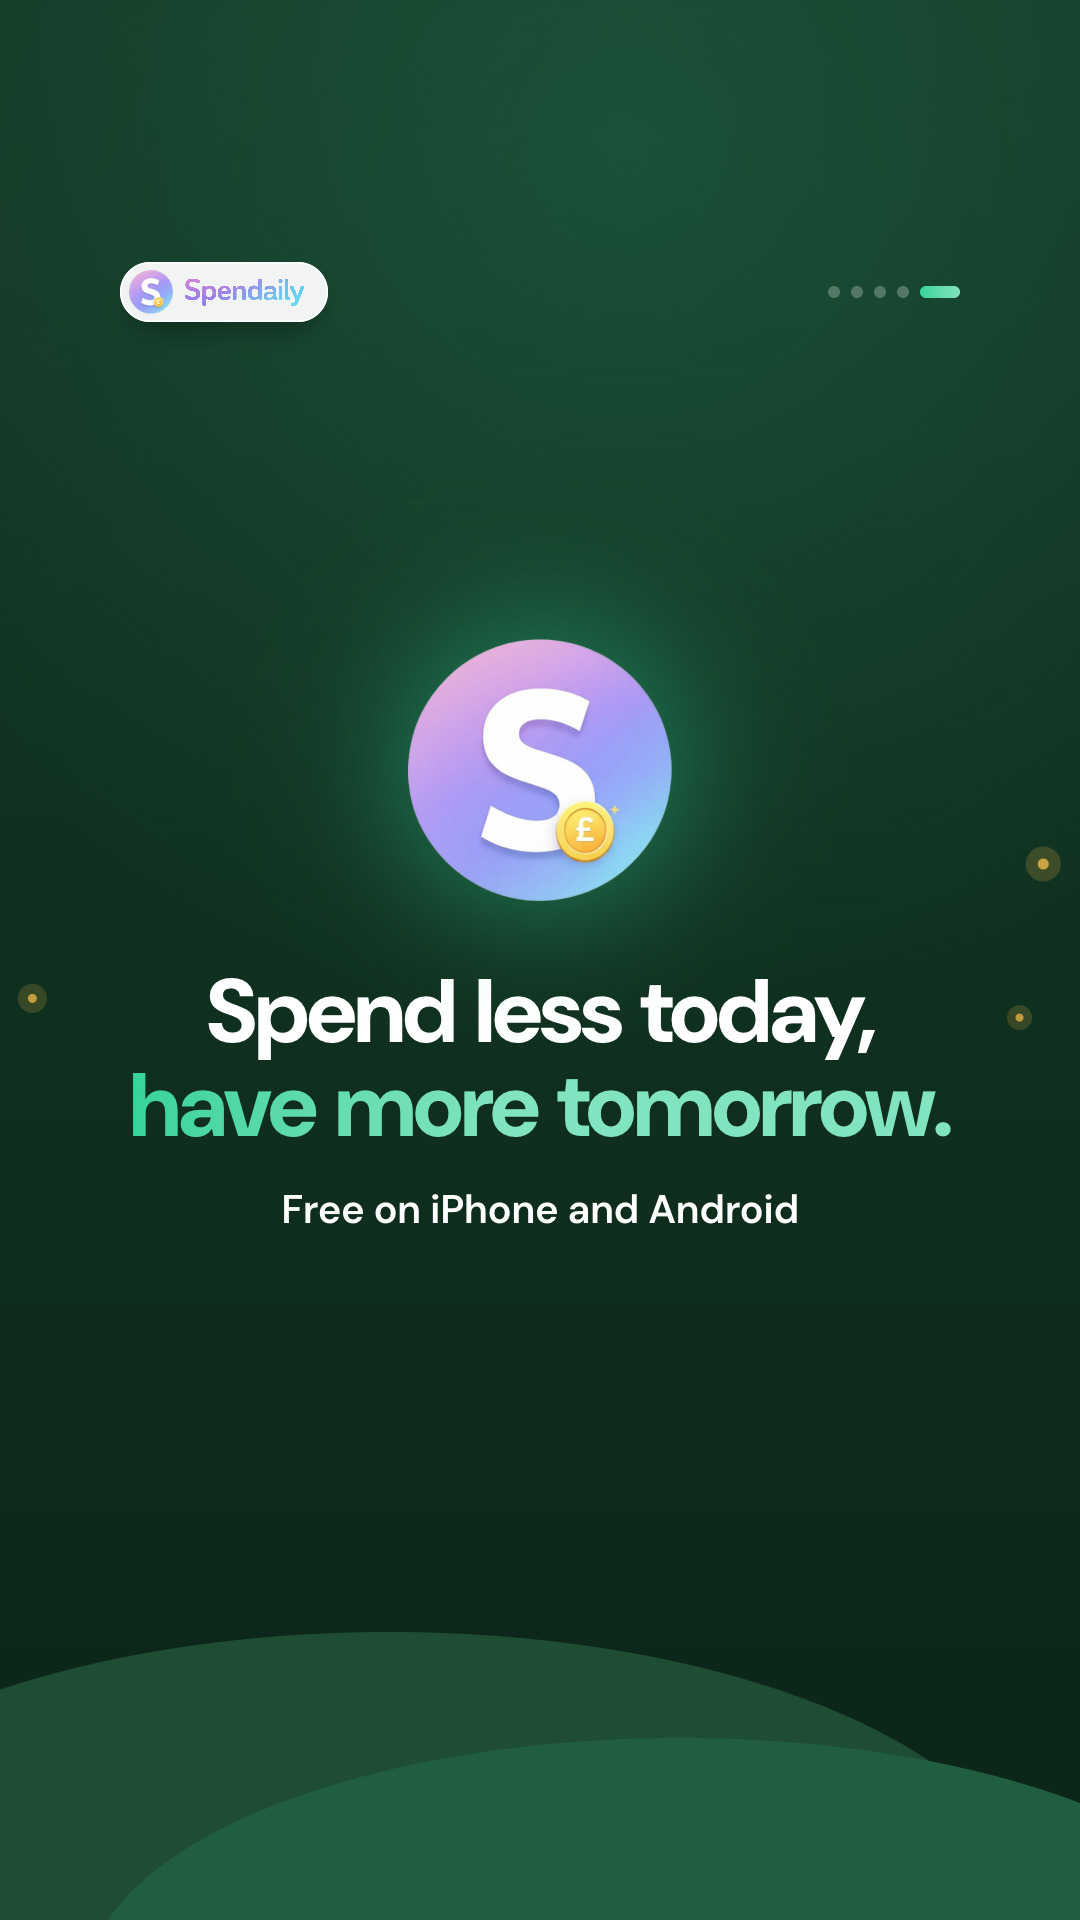 Spendaily
S
£
Spend less today,
have more tomorrow.
Free on iPhone and Android